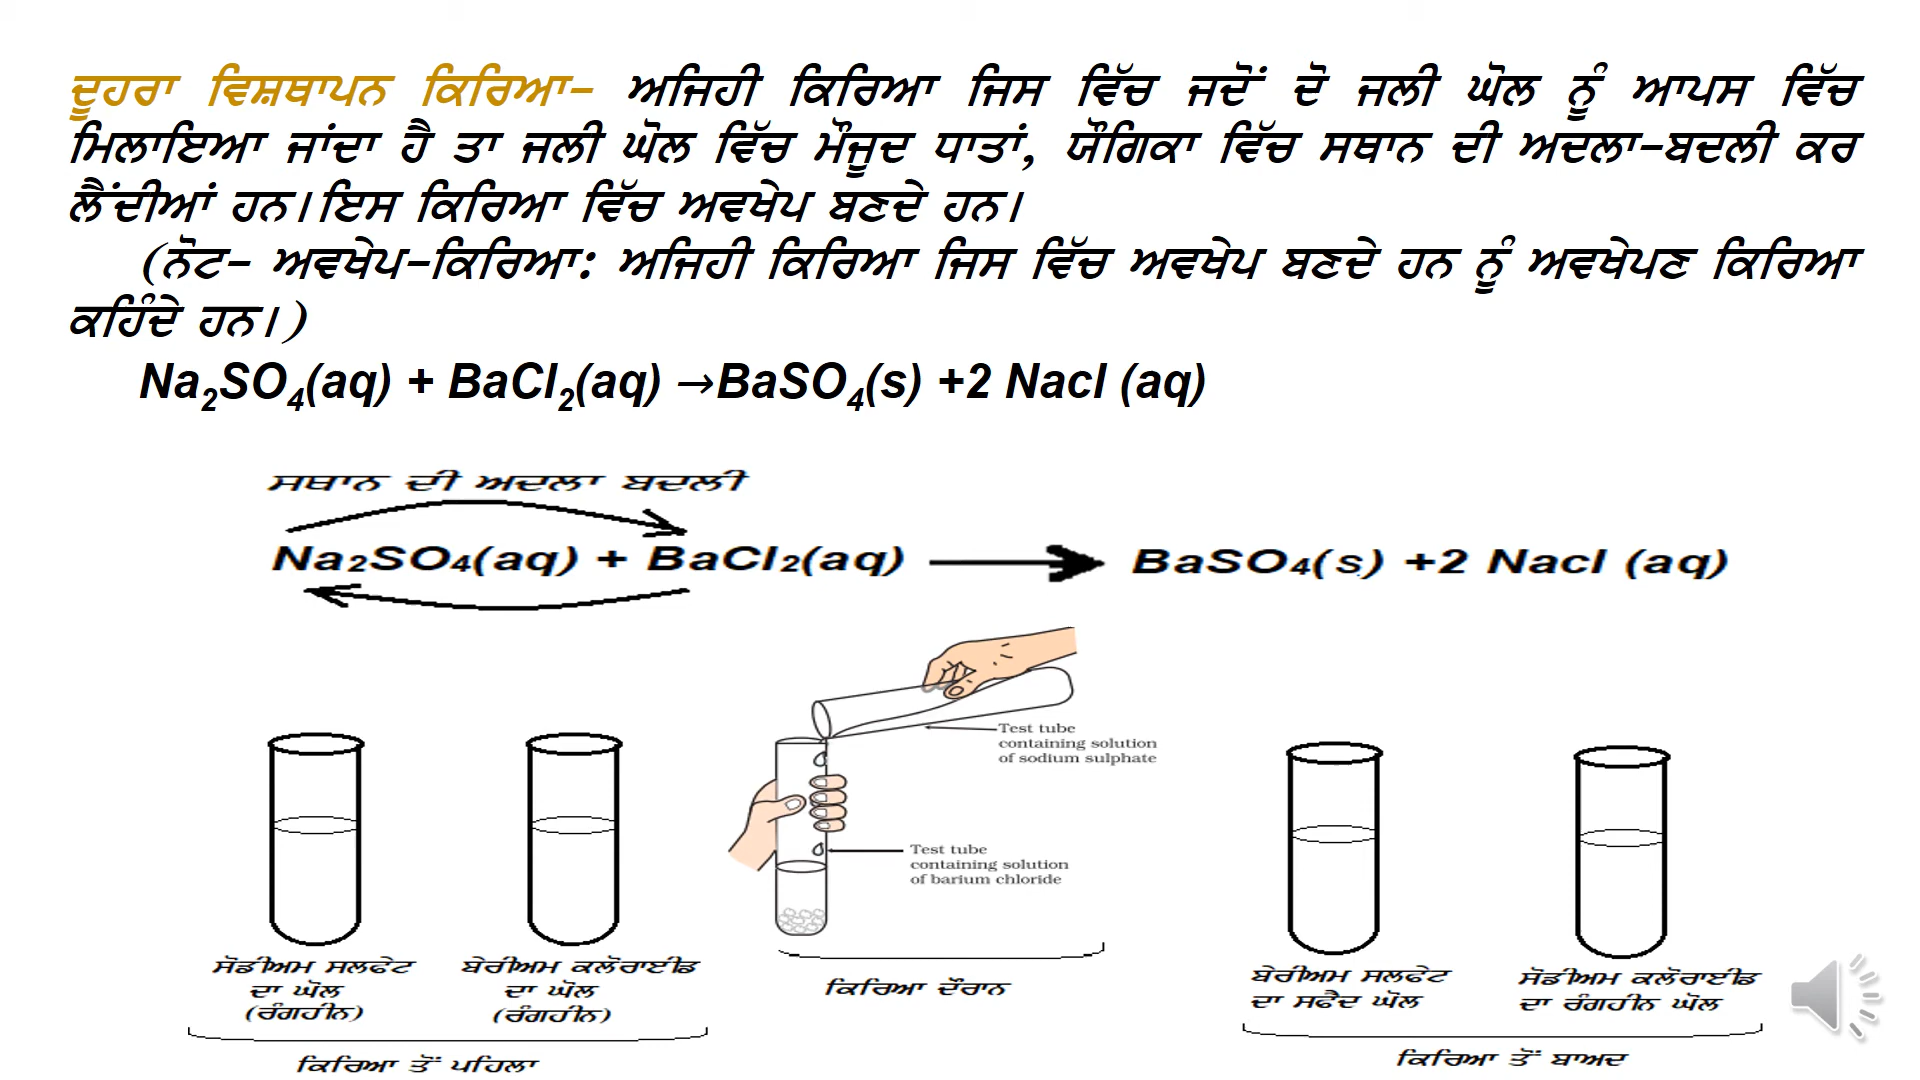 ਦੂਹਰਾ ਵਿਸ਼ਥਾਪਨ ਕਿਰਿਆ- ਅਜਿਹੀ ਕਿਰਿਆ ਜਿਸ ਵਿੱਚ ਜਦੋਂ ਦੋ ਜਲੀ ਘੋਲ ਨੂੰ ਆਪਸ ਵਿੱਚ
ਮਿਲਾਇਆ ਜਾਂਦਾ ਹੈ ਤਾ ਜਲੀ ਘੋਲ ਵਿੱਚ ਮੌਜੂਦ ਧਾਤਾਂ, ਯੌਗਿਕਾ ਵਿੱਚ ਸਥਾਨ ਦੀ ਅਦਲਾ-ਬਦਲੀ ਕਰ
ਲੈਂਦੀਆਂ ਹਨ। ਇਸ ਕਿਰਿਆ ਵਿੱਚ ਅਵਖੇਪ ਬਣਦੇ ਹਨ।
(ਨੋਟ- ਅਵਖੇਪ-ਕਿਰਿਆ: ਅਜਿਹੀ ਕਿਰਿਆ ਜਿਸ ਵਿੱਚ ਅਵਖੇਪ ਬਣਦੇ ਹਨ ਨੂੰ ਅਵਖੇਪਣ ਕਿਰਿਆ
ਕਹਿੰਦੇ ਹਨ। )
Na₂SO₄(aq) + BaCl₂(aq) →BaSO₄(s) +2 Nacl (aq)
ਸਥਾਨ ਦੀ ਅਦਲਾ ਬਦਲੀ
Na₂SO₄(aq) + BaCl₂(aq) → BaSO₄(s) +2 Nacl (aq)
Test tube
containing solution
of sodium sulphate
Test tube
containing solution
of barium chloride
ਸੋਡੀਅਮ ਸਲਫੇਟ
ਦਾ ਘੋਲ
(ਰੰਗਹੀਨ)
ਬੇਰੀਅਮ ਕਲੋਰਾਈਡ
ਦਾ ਘੋਲ
(ਰੰਗਹੀਨ)
ਕਿਰਿਆ ਤੋਂ ਪਹਿਲਾ
ਕਿਰਿਆ ਦੌਰਾਨ
ਬੇਰੀਅਮ ਸਲਫੇਟ
ਦਾ ਸਫੈਦ ਘੋਲ
ਸੋਡੀਅਮ ਕਲੋਰਾਈਡ
ਦਾ ਰੰਗਹੀਨ ਘੋਲ
ਕਿਰਿਆ ਤੋਂ ਬਾਅਦ